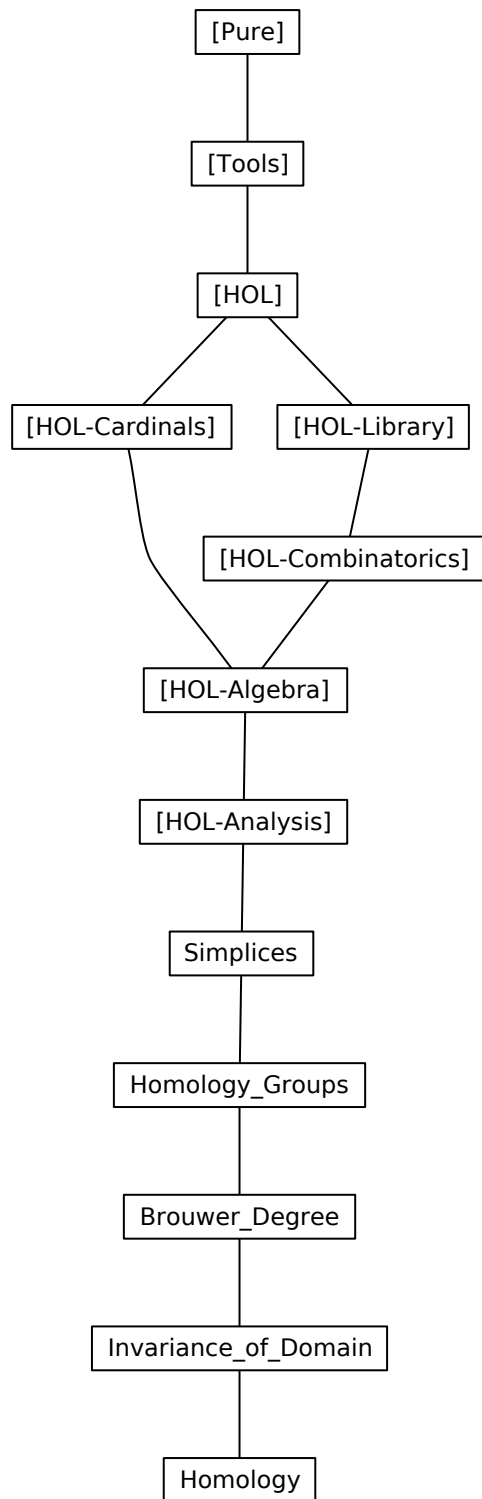 [Pure]
[Tools]
[HOL]
[HOL-Cardinals]
[HOL-Library]
[HOL-Combinatorics]
[HOL-Algebra]
[HOL-Analysis]
Simplices
Homology_Groups
Brouwer_Degree
Invariance_of_Domain
Homology